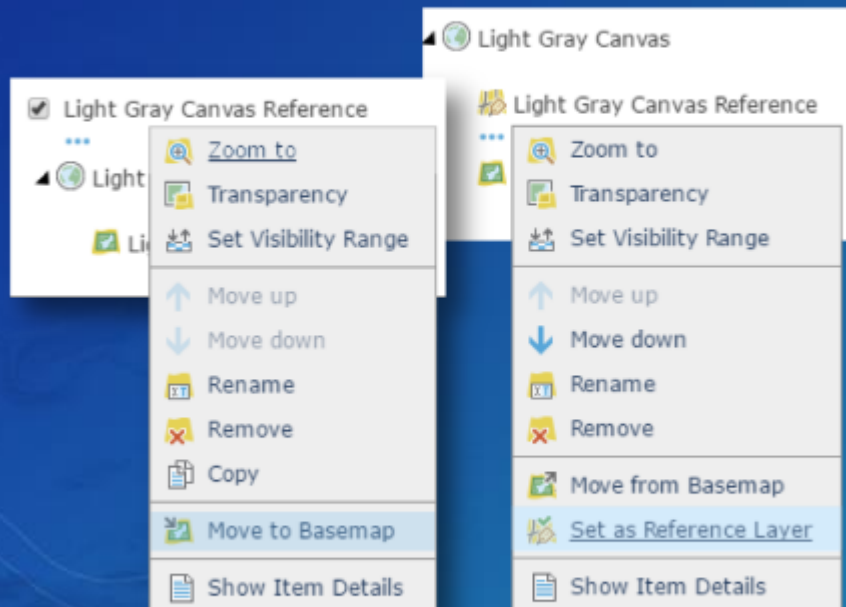 Light Gray Canvas Reference
Light
Li
Zoom to
Transparency
Set Visibility Range
Move up
Move down
Rename
Remove
Copy
Move to Basemap
Show Item Details
Light Gray Canvas
Light Gray Canvas Reference
Zoom to
Transparency
Set Visibility Range
Move up
Move down
Rename
Remove
Move from Basemap
Set as Reference Layer
Show Item Details